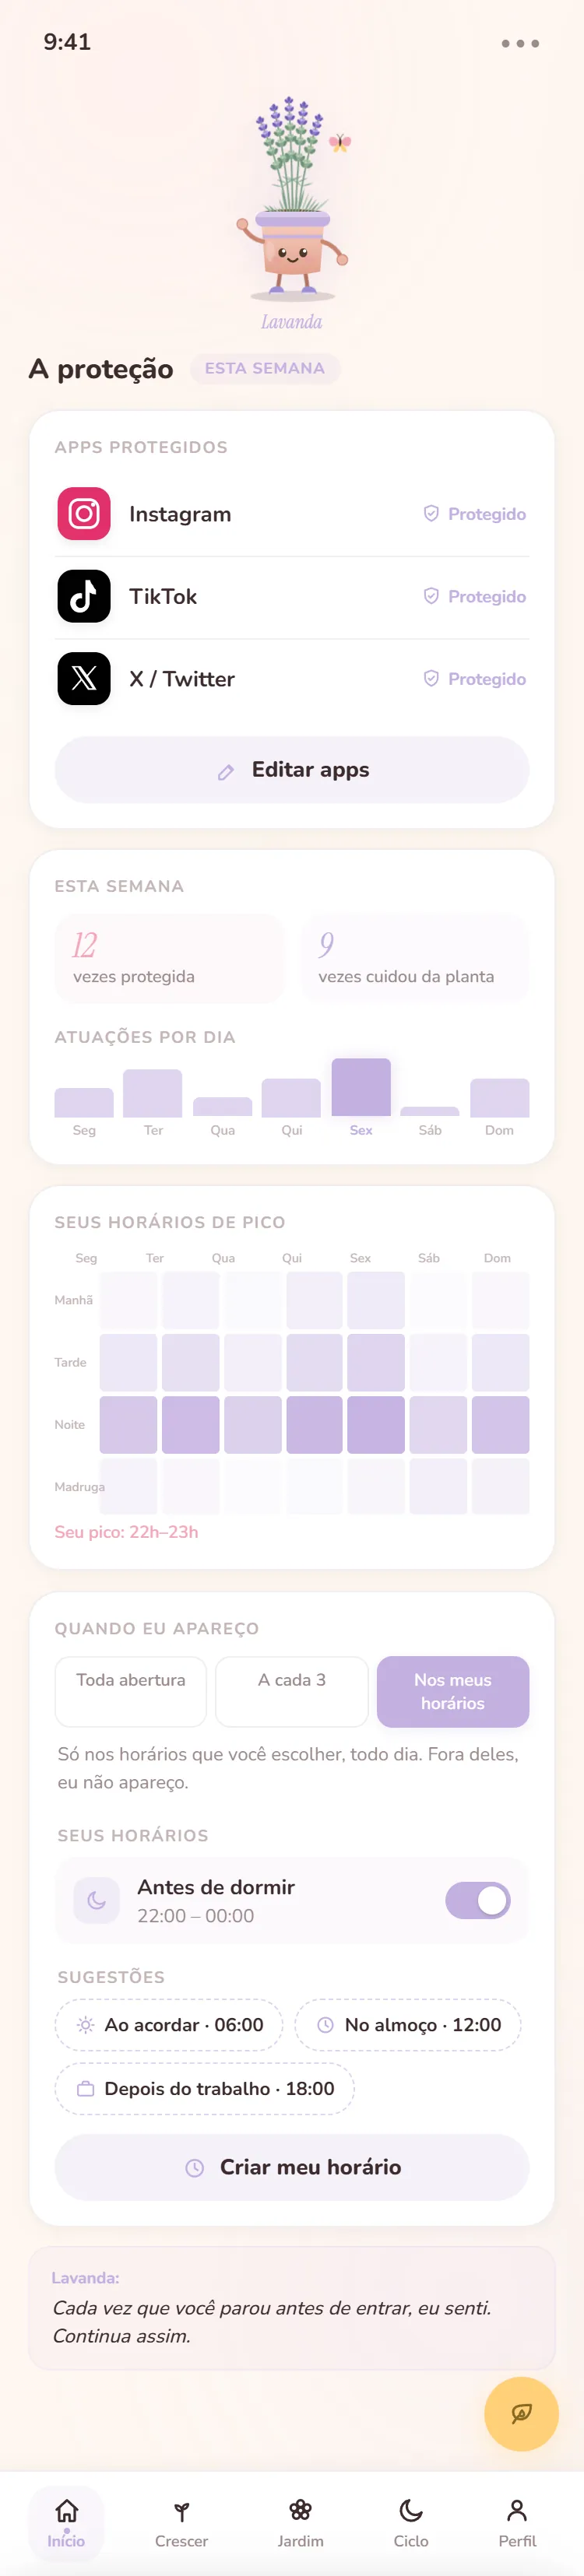 9:41
Lavanda
A proteção
ESTA SEMANA
APPS PROTEGIDOS
Instagram
Protegido
TikTok
Protegido
X / Twitter
Protegido
Editar apps
ESTA SEMANA
12
vezes protegida
9
vezes cuidou da planta
ATUAÇÕES POR DIA
Seg Ter Qua Qui Sex Sáb Dom
SEUS HORÁRIOS DE PICO
Seg Ter Qua Qui Sex Sáb Dom
Manhã
Tarde
Noite
Madruga
Seu pico: 22h–23h
QUANDO EU APAREÇO
Toda abertura
A cada 3
Nos meus
horários
Só nos horários que você escolher, todo dia. Fora deles,
eu não apareço.
SEUS HORÁRIOS
Antes de dormir
22:00 – 00:00
SUGESTÕES
Ao acordar · 06:00
No almoço · 12:00
Depois do trabalho · 18:00
Criar meu horário
Lavanda:
Cada vez que você parou antes de entrar, eu senti.
Continua assim.
Início Crescer Jardim Ciclo Perfil